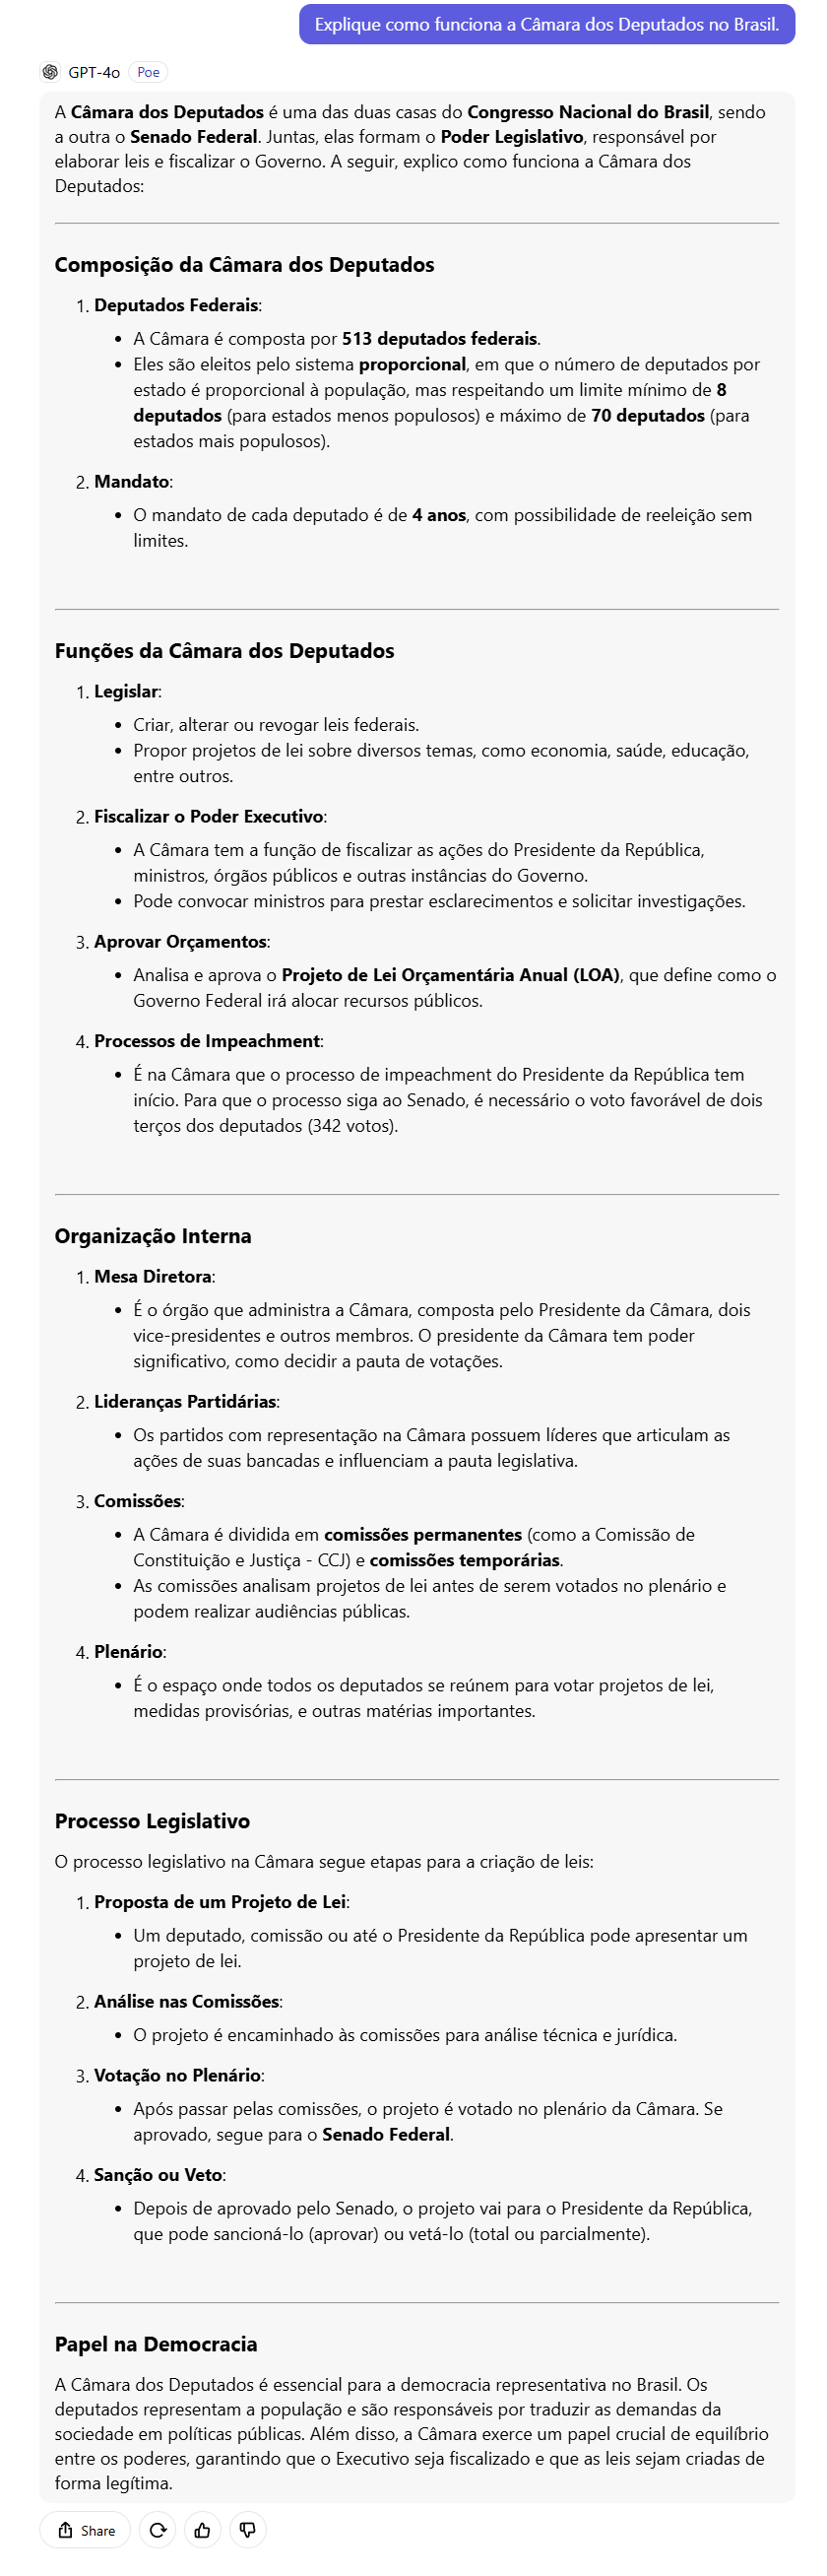 Explique como funciona a Câmara dos Deputados no Brasil.
GPT-4o Poe
A Câmara dos Deputados é uma das duas casas do Congresso Nacional do Brasil, sendo
a outra o Senado Federal. Juntas, elas formam o Poder Legislativo, responsável por
elaborar leis e fiscalizar o Governo. A seguir, explico como funciona a Câmara dos
Deputados:
Composição da Câmara dos Deputados
1. Deputados Federais:
• A Câmara é composta por 513 deputados federais.
• Eles são eleitos pelo sistema proporcional, em que o número de deputados por
estado é proporcional à população, mas respeitando um limite mínimo de 8
deputados (para estados menos populosos) e máximo de 70 deputados (para
estados mais populosos).
2. Mandato:
• O mandato de cada deputado é de 4 anos, com possibilidade de reeleição sem
limites.
Funções da Câmara dos Deputados
1. Legislar:
• Criar, alterar ou revogar leis federais.
• Propor projetos de lei sobre diversos temas, como economia, saúde, educação,
entre outros.
2. Fiscalizar o Poder Executivo:
• A Câmara tem a função de fiscalizar as ações do Presidente da República,
ministros, órgãos públicos e outras instâncias do Governo.
• Pode convocar ministros para prestar esclarecimentos e solicitar investigações.
3. Aprovar Orçamentos:
• Analisa e aprova o Projeto de Lei Orçamentária Anual (LOA), que define como o
Governo Federal irá alocar recursos públicos.
4. Processos de Impeachment:
• É na Câmara que o processo de impeachment do Presidente da República tem
início. Para que o processo siga ao Senado, é necessário o voto favorável de dois
terços dos deputados (342 votos).
Organização Interna
1. Mesa Diretora:
• É o órgão que administra a Câmara, composta pelo Presidente da Câmara, dois
vice-presidentes e outros membros. O presidente da Câmara tem poder
significativo, como decidir a pauta de votações.
2. Lideranças Partidárias:
• Os partidos com representação na Câmara possuem líderes que articulam as
ações de suas bancadas e influenciam a pauta legislativa.
3. Comissões:
• A Câmara é dividida em comissões permanentes (como a Comissão de
Constituição e Justiça - CCJ) e comissões temporárias.
• As comissões analisam projetos de lei antes de serem votados no plenário e
podem realizar audiências públicas.
4. Plenário:
• É o espaço onde todos os deputados se reúnem para votar projetos de lei,
medidas provisórias, e outras matérias importantes.
Processo Legislativo
O processo legislativo na Câmara segue etapas para a criação de leis:
1. Proposta de um Projeto de Lei:
• Um deputado, comissão ou até o Presidente da República pode apresentar um
projeto de lei.
2. Análise nas Comissões:
• O projeto é encaminhado às comissões para análise técnica e jurídica.
3. Votação no Plenário:
• Após passar pelas comissões, o projeto é votado no plenário da Câmara. Se
aprovado, segue para o Senado Federal.
4. Sanção ou Veto:
• Depois de aprovado pelo Senado, o projeto vai para o Presidente da República,
que pode sancioná-lo (aprovar) ou vetá-lo (total ou parcialmente).
Papel na Democracia
A Câmara dos Deputados é essencial para a democracia representativa no Brasil. Os
deputados representam a população e são responsáveis por traduzir as demandas da
sociedade em políticas públicas. Além disso, a Câmara exerce um papel crucial de equilíbrio
entre os poderes, garantindo que o Executivo seja fiscalizado e que as leis sejam criadas de
forma legítima.
Share